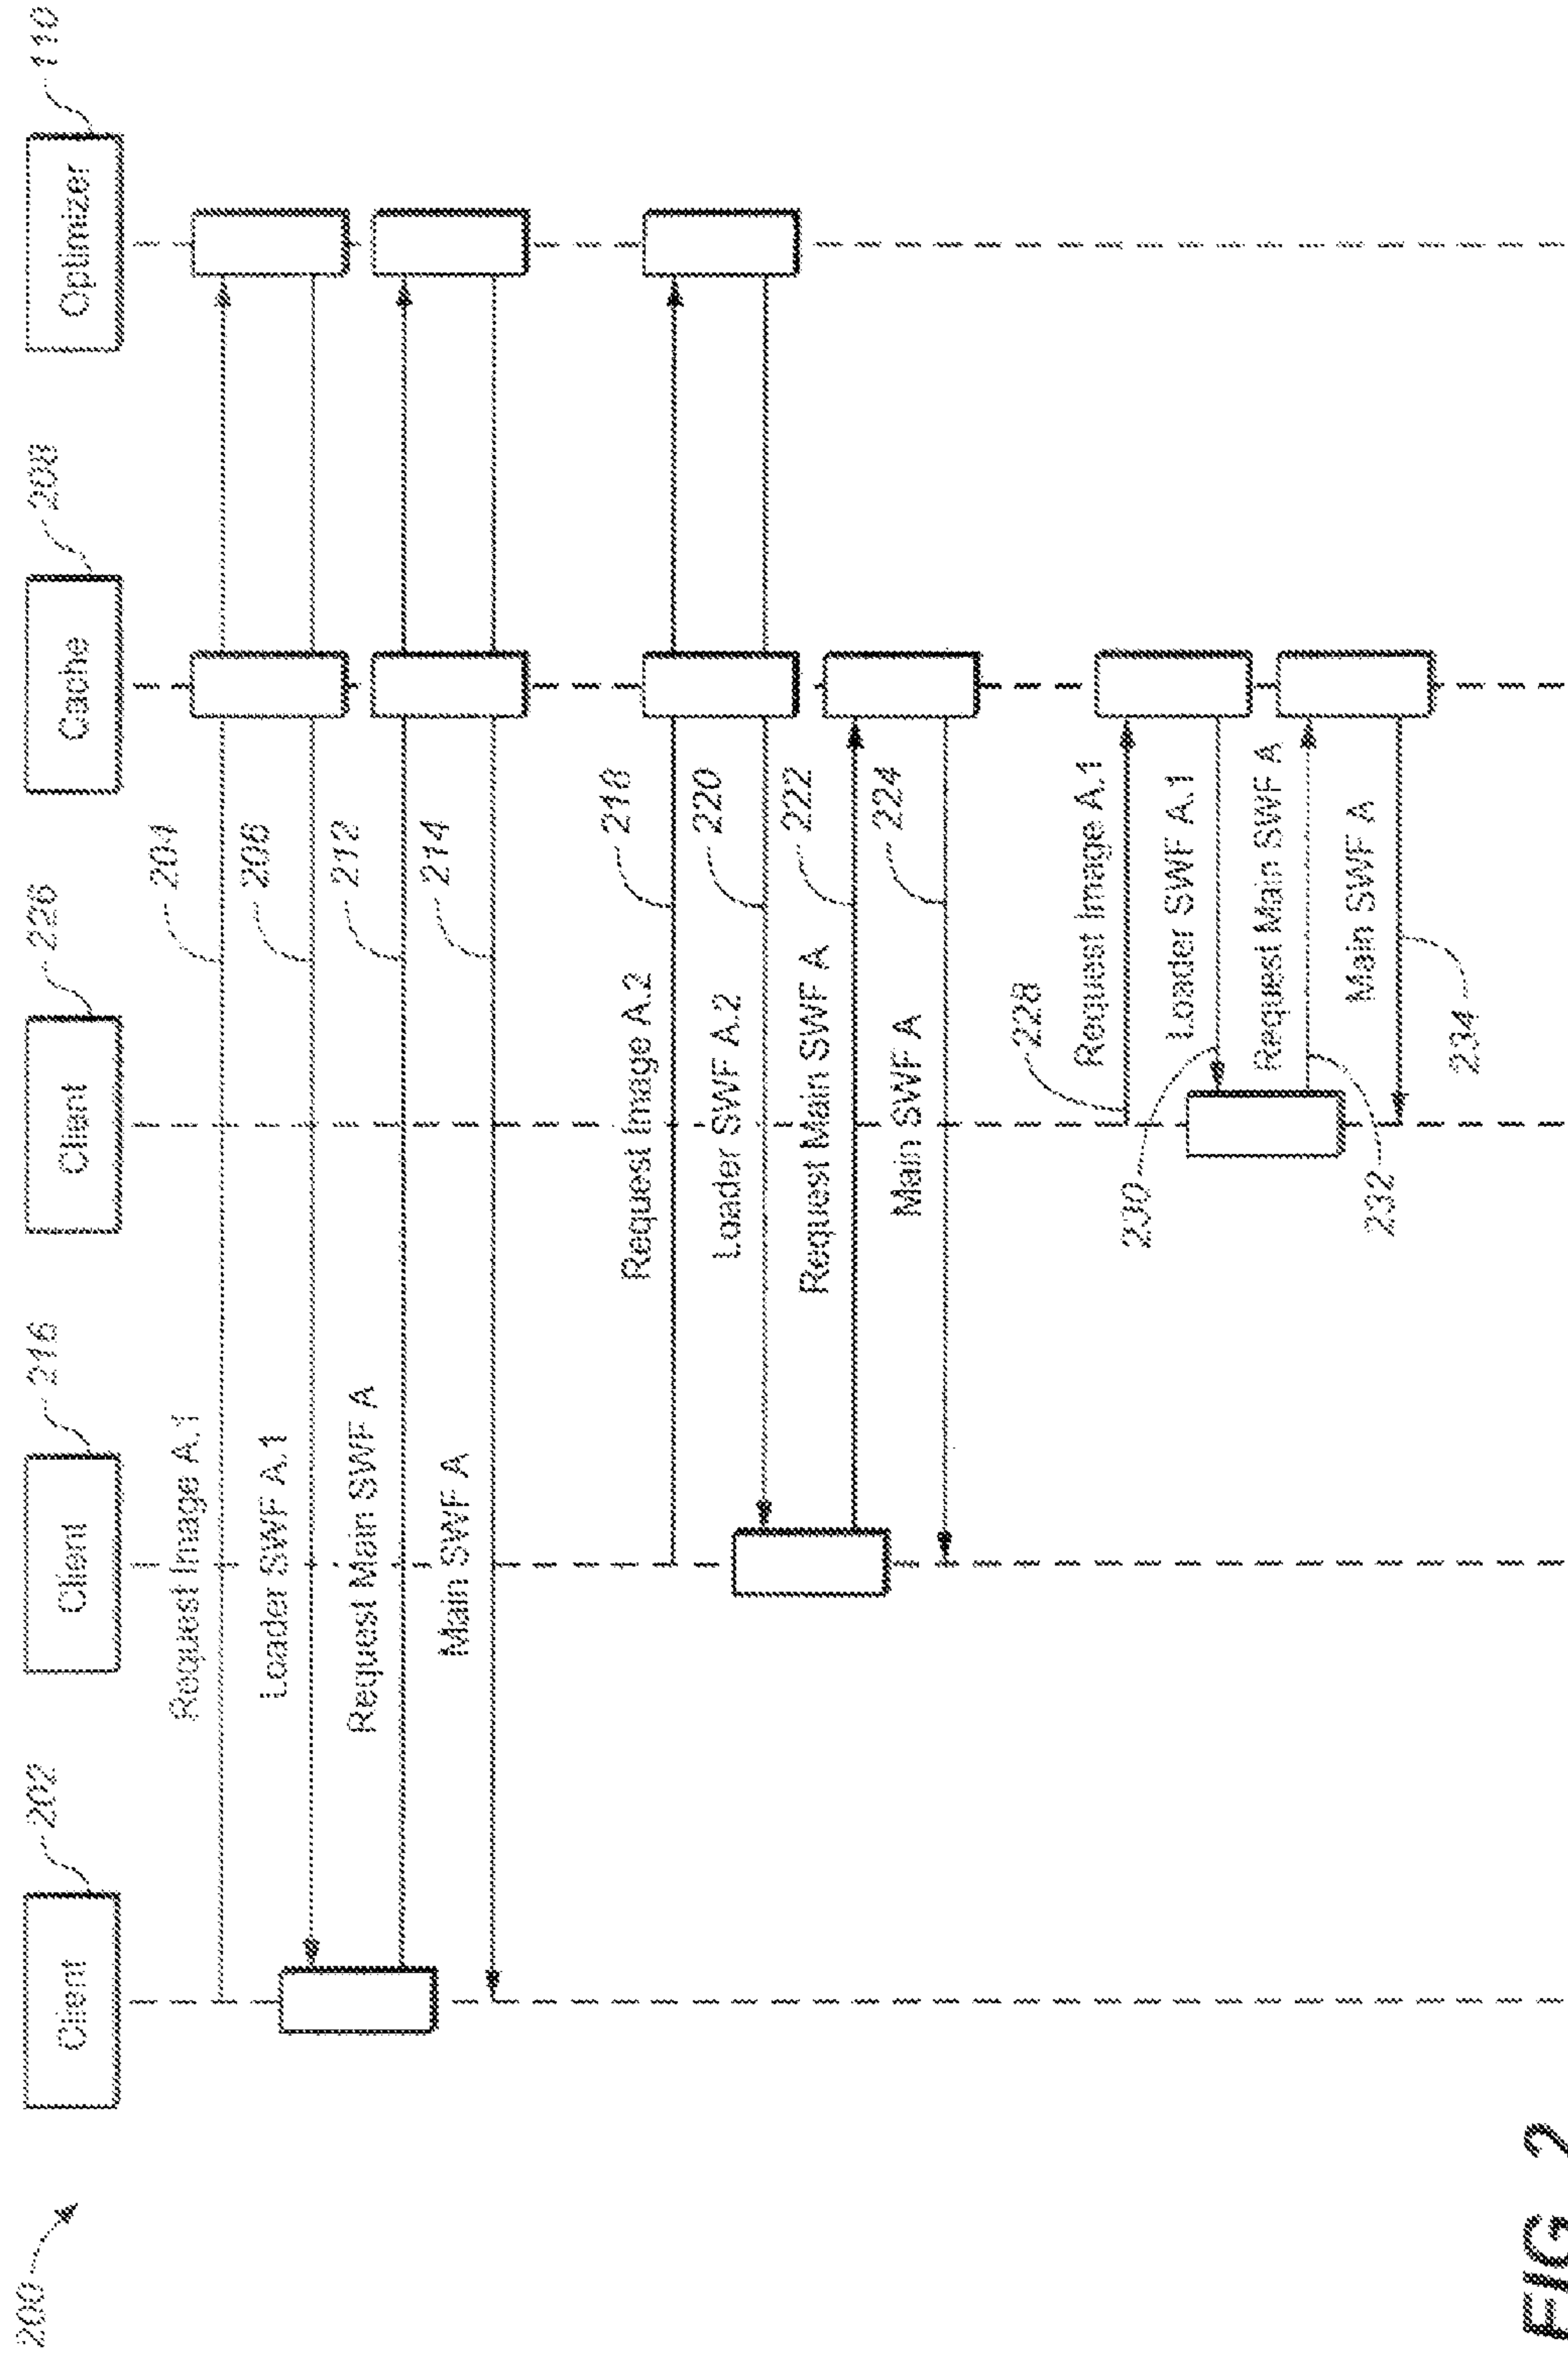 200
Client
202
Client
216
Client
226
Cache
208
Optimizer
110
Request Image A.1
204
Loader SWF A.1
206
Request Main SWF A
212
Main SWF A
214
Request Image A.2
218
Loader SWF A.2
220
Request Main SWF A
222
Main SWF A
224
228
Request Image A.1
230
Loader SWF A.1
232
Request Main SWF A
Main SWF A
234
FIG 2